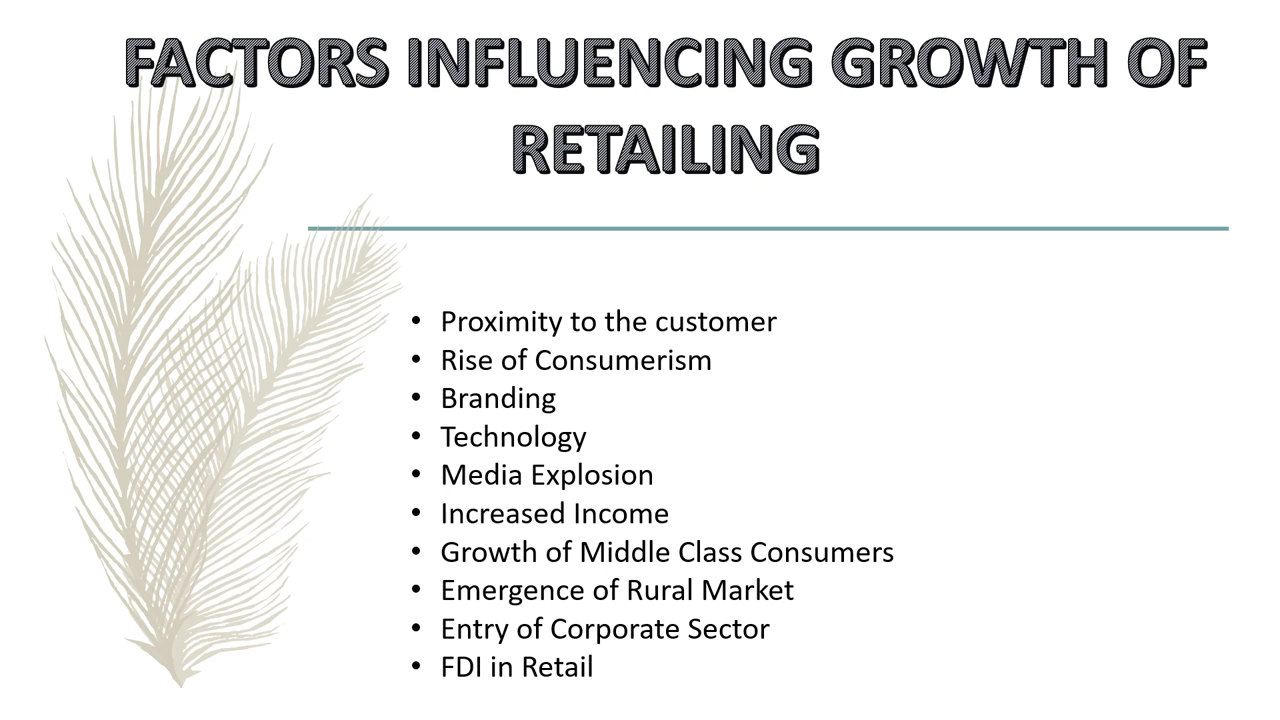 FACTORS INFLUENCING GROWTH OF
RETAILING
• Proximity to the customer
• Rise of Consumerism
• Branding
• Technology
• Media Explosion
• Increased Income
• Growth of Middle Class Consumers
• Emergence of Rural Market
• Entry of Corporate Sector
• FDI in Retail